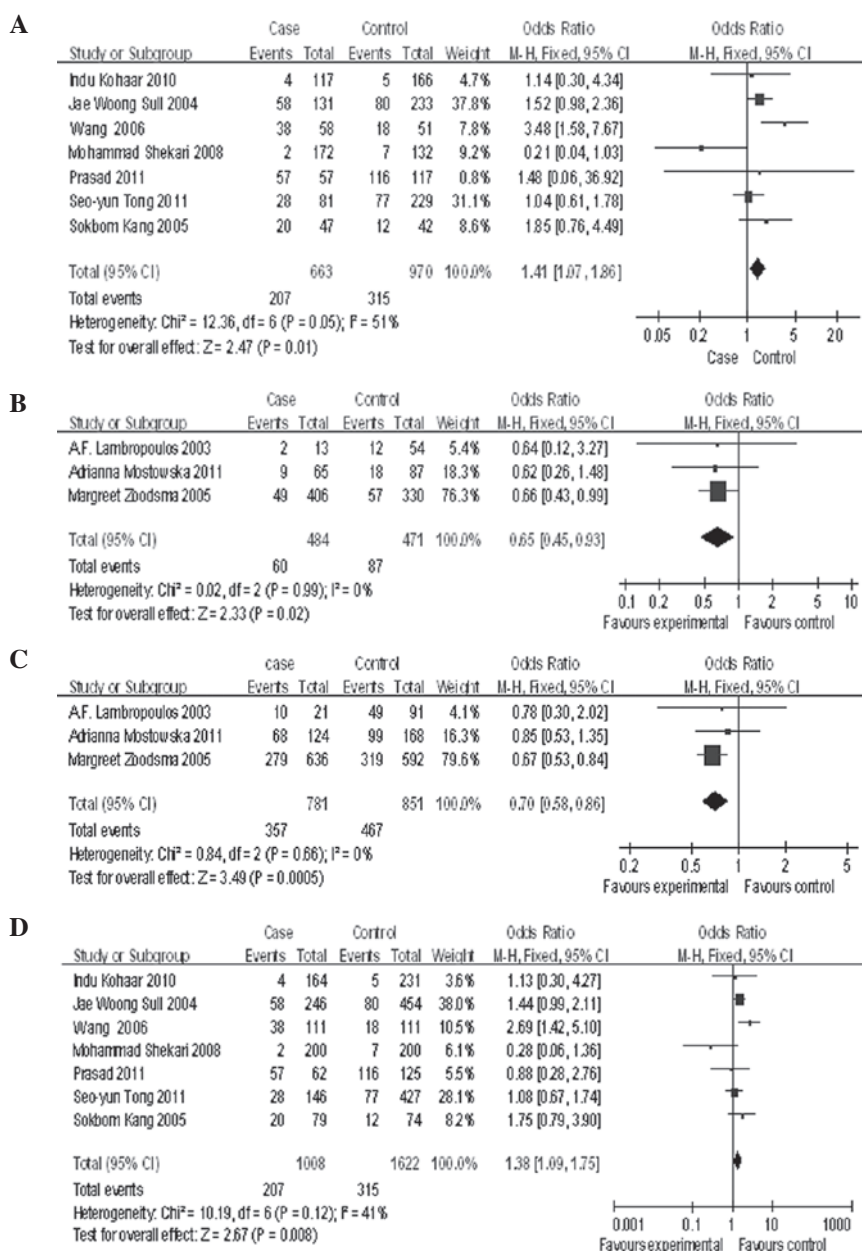 A
Case Control Odds Ratio Odds Ratio
Study or Subgroup Events Total Events Total Weight M-H, Fixed, 95% CI M-H, Fixed, 95% CI
Indu Kohaar 2010 4 117 5 166 4.7% 1.14 [0.30, 4.34]
Jae Woong Sull 2004 58 131 80 233 37.8% 1.52 [0.98, 2.36]
Wang 2006 38 58 18 51 7.8% 3.48 [1.58, 7.67]
Mohammad Shekari 2008 2 172 7 132 9.2% 0.21 [0.04, 1.03]
Prasad 2011 57 57 116 117 0.8% 1.48 [0.06, 36.92]
Seo-yun Tong 2011 28 81 77 229 31.1% 1.04 [0.61, 1.78]
Sokbom Kang 2005 20 47 12 42 8.6% 1.85 [0.76, 4.49]
Total (95% CI) 663 970 100.0% 1.41 [1.07, 1.86]
Total events 207 315
Heterogeneity: Chi² = 12.36, df = 6 (P = 0.05); I² = 51%
Test for overall effect: Z = 2.47 (P = 0.01)
0.05 0.2 1 5 20
Case Control
B
Case Control Odds Ratio Odds Ratio
Study or Subgroup Events Total Events Total Weight M-H, Fixed, 95% CI M-H, Fixed, 95% CI
A.F. Lambropoulos 2003 2 13 12 54 5.4% 0.64 [0.12, 3.27]
Adrianna Mostowska 2011 9 65 18 87 18.3% 0.62 [0.26, 1.48]
Margreet Zbodsma 2005 49 406 57 330 76.3% 0.66 [0.43, 0.99]
Total (95% CI) 484 471 100.0% 0.65 [0.45, 0.93]
Total events 60 87
Heterogeneity: Chi² = 0.02, df = 2 (P = 0.99); I² = 0%
Test for overall effect: Z = 2.33 (P = 0.02)
0.1 0.2 0.5 1 2 5 10
Favours experimental Favours control
C
case Control Odds Ratio Odds Ratio
Study or Subgroup Events Total Events Total Weight M-H, Fixed, 95% CI M-H, Fixed, 95% CI
A.F. Lambropoulos 2003 10 21 49 91 4.1% 0.78 [0.30, 2.02]
Adrianna Mostowska 2011 68 124 99 168 16.3% 0.85 [0.53, 1.35]
Margreet Zbodsma 2005 279 636 319 592 79.6% 0.67 [0.53, 0.84]
Total (95% CI) 781 851 100.0% 0.70 [0.58, 0.86]
Total events 357 467
Heterogeneity: Chi² = 0.84, df = 2 (P = 0.66); I² = 0%
Test for overall effect: Z = 3.49 (P = 0.0005)
0.2 0.5 1 2 5
Favours experimental Favours control
D
Case Control Odds Ratio Odds Ratio
Study or Subgroup Events Total Events Total Weight M-H, Fixed, 95% CI M-H, Fixed, 95% CI
Indu Kohaar 2010 4 164 5 231 3.6% 1.13 [0.30, 4.27]
Jae Woong Sull 2004 58 246 80 454 38.0% 1.44 [0.99, 2.11]
Wang 2006 38 111 18 111 10.5% 2.69 [1.42, 5.10]
Mohammad Shekari 2008 2 200 7 200 6.1% 0.28 [0.06, 1.36]
Prasad 2011 57 62 116 125 5.5% 0.88 [0.28, 2.76]
Seo-yun Tong 2011 28 146 77 427 28.1% 1.08 [0.67, 1.74]
Sokbom Kang 2005 20 79 12 74 8.2% 1.75 [0.79, 3.90]
Total (95% CI) 1008 1622 100.0% 1.38 [1.09, 1.75]
Total events 207 315
Heterogeneity: Chi² = 10.19, df = 6 (P = 0.12); I² = 41%
Test for overall effect: Z = 2.67 (P = 0.008)
0.001 0.1 1 10 1000
Favours experimental Favours control